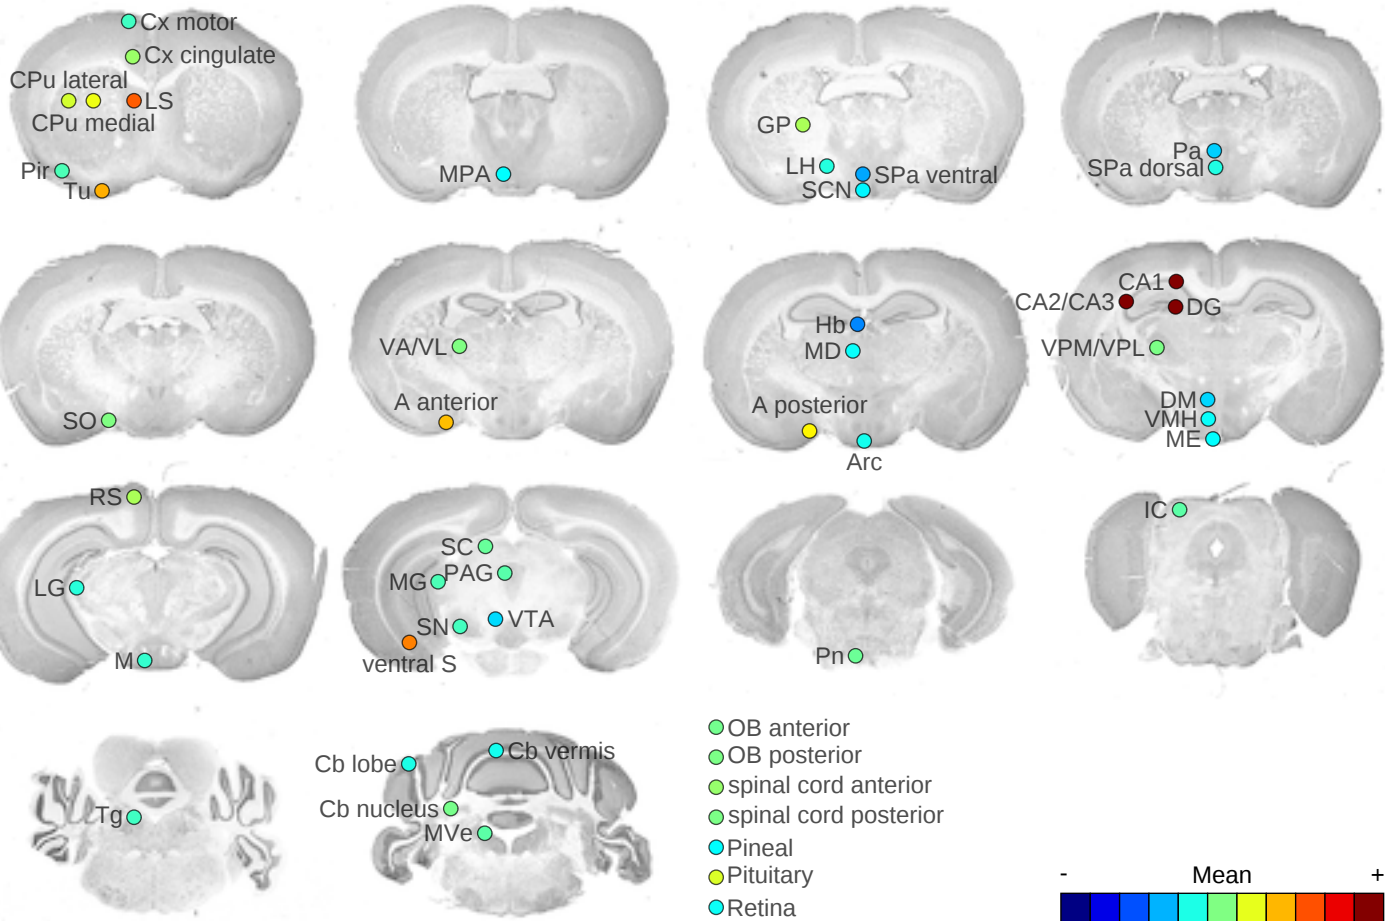 Cx motor
Cx cingulate
CPu lateral
LS
CPu medial
Pir
Tu
MPA
GP
LH
SPa ventral
SCN
Pa
SPa dorsal
SO
VA/VL
A anterior
Hb
MD
A posterior
Arc
CA1
CA2/CA3
DG
VPM/VPL
DM
VMH
ME
RS
LG
M
SC
PAG
MG
SN
VTA
ventral S
Pn
IC
Tg
Cb vermis
Cb lobe
Cb nucleus
MVe
OB anterior
OB posterior
spinal cord anterior
spinal cord posterior
Pineal
Pituitary
Retina
- Mean +